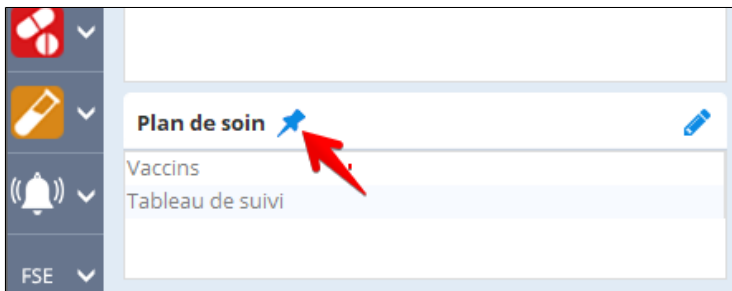 Plan de soin
Vaccins
Tableau de suivi
FSE